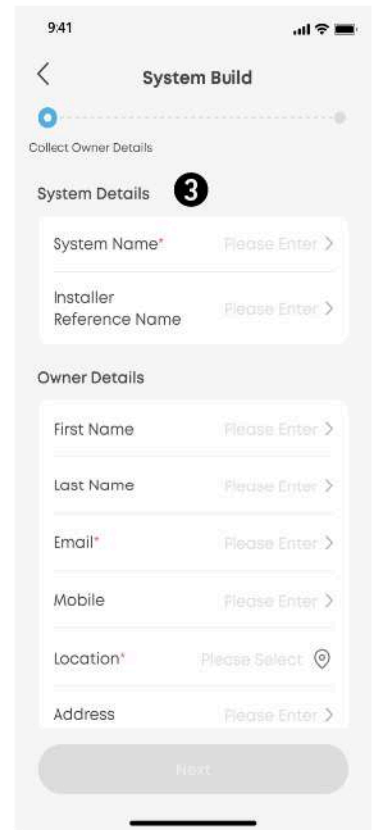 9:41
System Build
Collect Owner Details
System Details 3
System Name* Please Enter
Installer
Reference Name Please Enter
Owner Details
First Name Please Enter
Last Name Please Enter
Email* Please Enter
Mobile Please Enter
Location* Please Select
Address Please Enter
Next